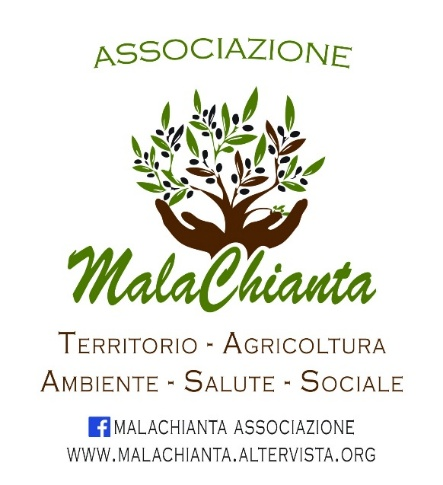 ASSOCIAZIONE
MalaChianta
TERRITORIO - AGRICOLTURA
AMBIENTE - SALUTE - SOCIALE
MALACHIANTA ASSOCIAZIONE
WWW.MALACHIANTA.ALTERVISTA.ORG